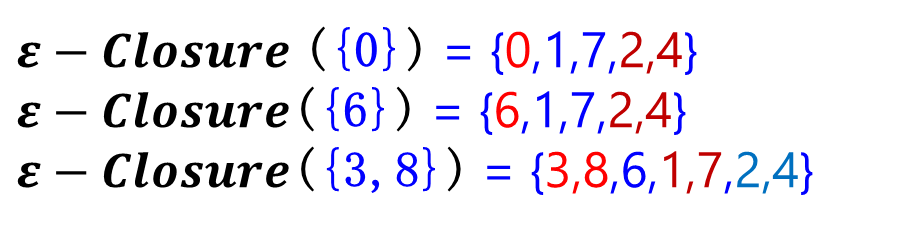 ε − Closure ({0}) = {0,1,7,2,4}
ε − Closure({6}) = {6,1,7,2,4}
ε − Closure({3, 8}) = {3,8,6,1,7,2,4}